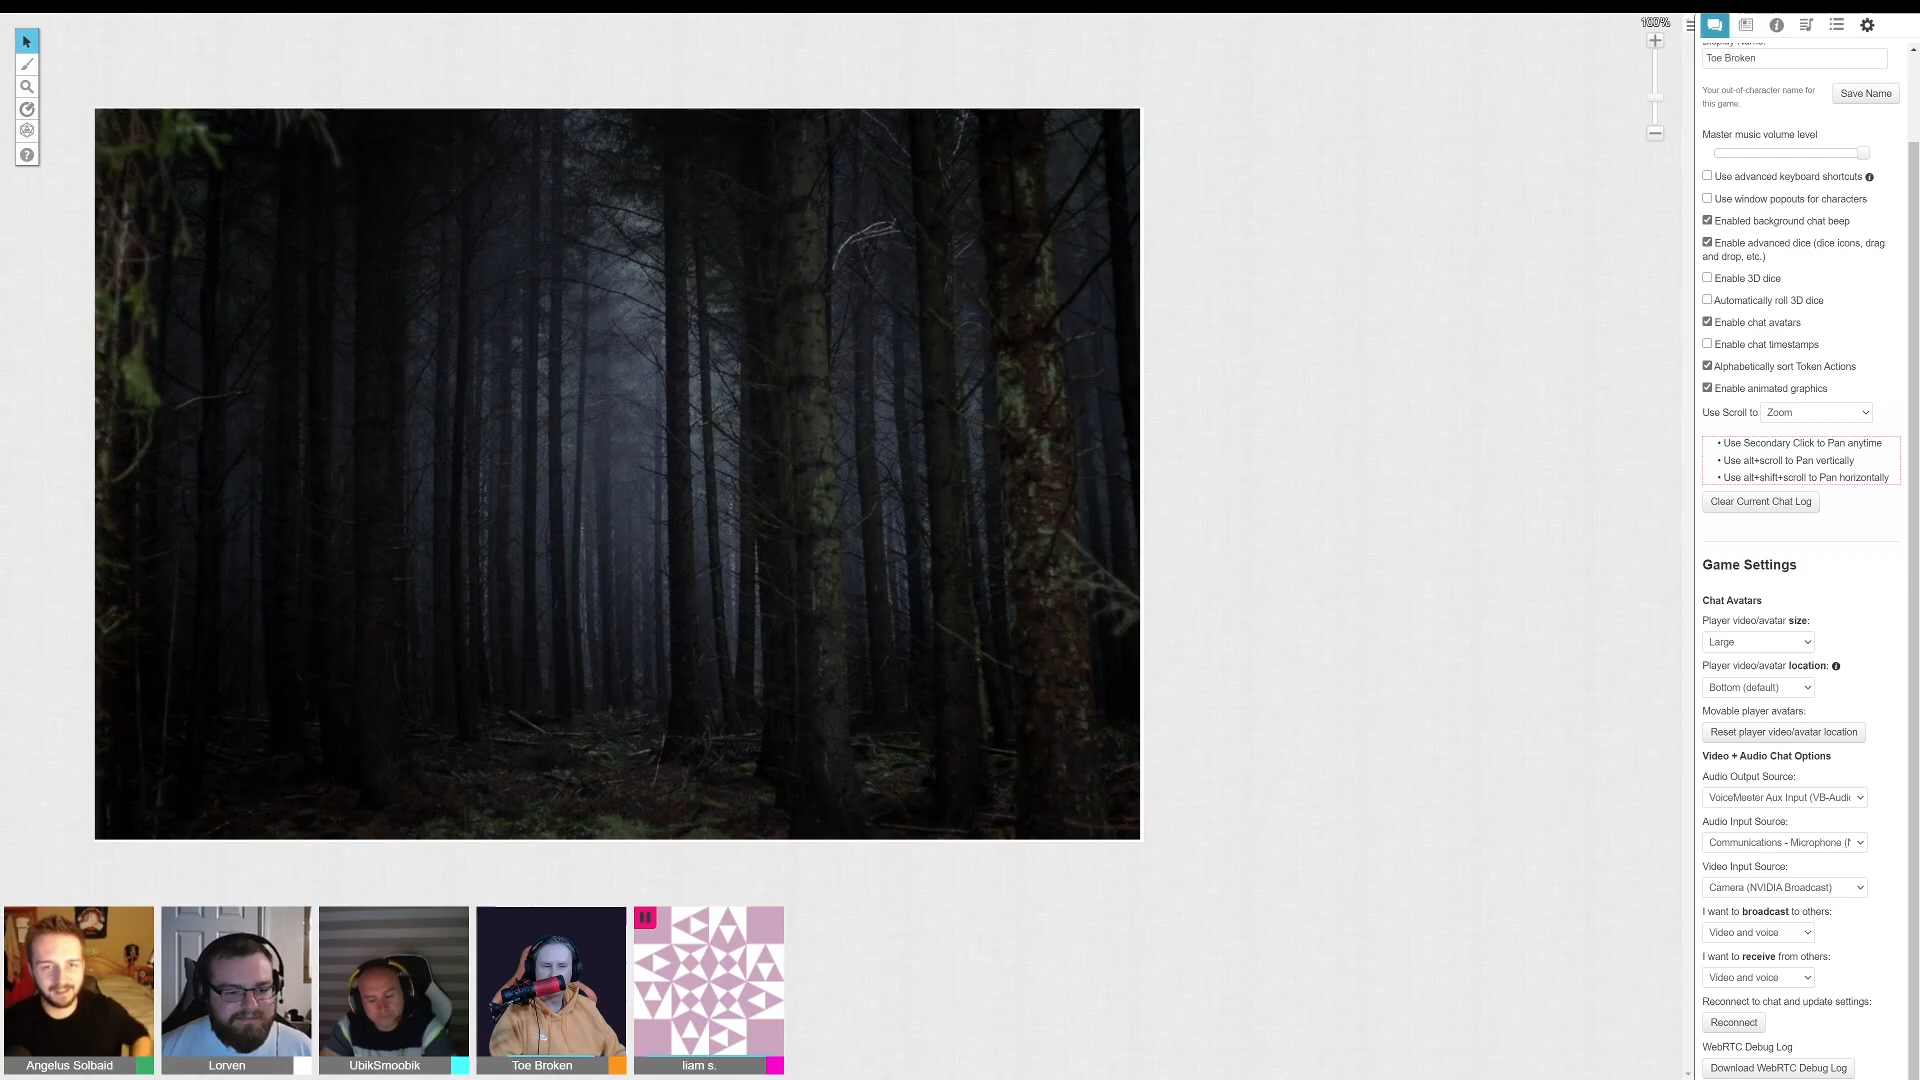 100%
Display Name:
Toe Broken
Your out-of-character name for
this game.
Save Name
Master music volume level
Use advanced keyboard shortcuts
Use window popouts for characters
Enabled background chat beep
Enable advanced dice (dice icons, drag
and drop, etc.)
Enable 3D dice
Automatically roll 3D dice
Enable chat avatars
Enable chat timestamps
Alphabetically sort Token Actions
Enable animated graphics
Use Scroll to Zoom
• Use Secondary Click to Pan anytime
• Use alt+scroll to Pan vertically
• Use alt+shift+scroll to Pan horizontally
Clear Current Chat Log
Game Settings
Chat Avatars
Player video/avatar size:
Large
Player video/avatar location:
Bottom (default)
Movable player avatars:
Reset player video/avatar location
Video + Audio Chat Options
Audio Output Source:
VoiceMeeter Aux Input (VB-Audi
Audio Input Source:
Communications - Microphone (
Video Input Source:
Camera (NVIDIA Broadcast)
I want to broadcast to others:
Video and voice
I want to receive from others:
Video and voice
Reconnect to chat and update settings:
Reconnect
WebRTC Debug Log
Download WebRTC Debug Log
Angelus Solbaid
Lorven
UbikSmoobik
Toe Broken
liam s.